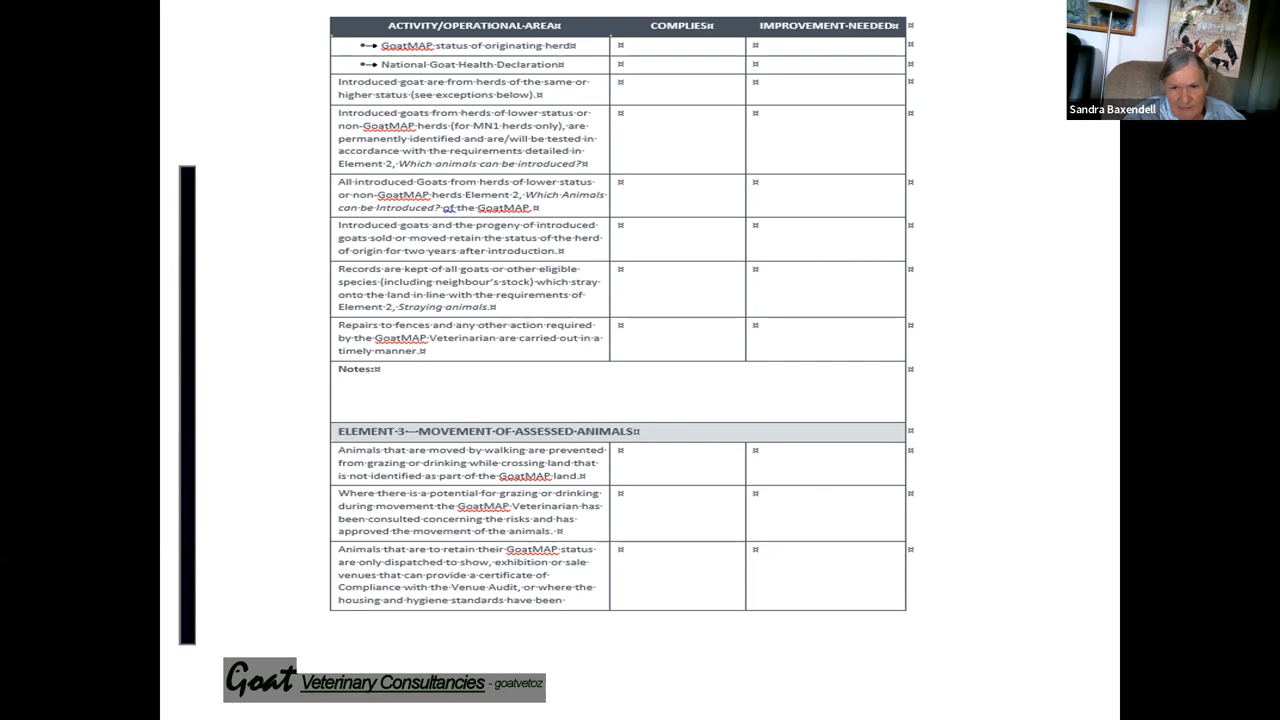 ACTIVITY/OPERATIONAL·AREA¤ COMPLIES¤ IMPROVEMENT·NEEDED¤ ¤
•→GoatMAP·status·of·originating·herd¤ ¤ ¤ ¤
•→National·Goat·Health·Declaration¤ ¤ ¤ ¤
Introduced·goat·are·from·herds·of·the·same·or· ¤ ¤ ¤
higher·status·(see·exceptions·below).¤
Introduced·goats·from·herds·of·lower·status·or· ¤ ¤ ¤
non-GoatMAP·herds·(for·MN1·herds·only),·are·
permanently·identified·and·are/will·be·tested·in·
accordance·with·the·requirements·detailed·in·
Element·2,·Which·animals·can·be·introduced?¤
All·introduced·Goats·from·herds·of·lower·status· ¤ ¤ ¤
or·non-GoatMAP·herds·Element·2,·Which·Animals·
can·be·Introduced?·of·the·GoatMAP.¤
Introduced·goats·and·the·progeny·of·introduced· ¤ ¤ ¤
goats·sold·or·moved·retain·the·status·of·the·herd·
of·origin·for·two·years·after·introduction.¤
Records·are·kept·of·all·goats·or·other·eligible· ¤ ¤ ¤
species·(including·neighbour's·stock)·which·stray·
onto·the·land·in·line·with·the·requirements·of·
Element·2,·Straying·animals.¤
Repairs·to·fences·and·any·other·action·required· ¤ ¤ ¤
by·the·GoatMAP·Veterinarian·are·carried·out·in·a·
timely·manner.¤
Notes:¤ ¤
ELEMENT·3·—·MOVEMENT·OF·ASSESSED·ANIMALS¤ ¤
Animals·that·are·moved·by·walking·are·prevented· ¤ ¤ ¤
from·grazing·or·drinking·while·crossing·land·that·
is·not·identified·as·part·of·the·GoatMAP·land.¤
Where·there·is·a·potential·for·grazing·or·drinking· ¤ ¤ ¤
during·movement·the·GoatMAP·Veterinarian·has·
been·consulted·concerning·the·risks·and·has·
approved·the·movement·of·the·animals.·¤
Animals·that·are·to·retain·their·GoatMAP·status· ¤ ¤ ¤
are·only·dispatched·to·show,·exhibition·or·sale·
venues·that·can·provide·a·certificate·of·
Compliance·with·the·Venue·Audit,·or·where·the·
housing·and·hygiene·standards·have·been·
Goat Veterinary Consultancies - goatvetoz
Sandra Baxendell